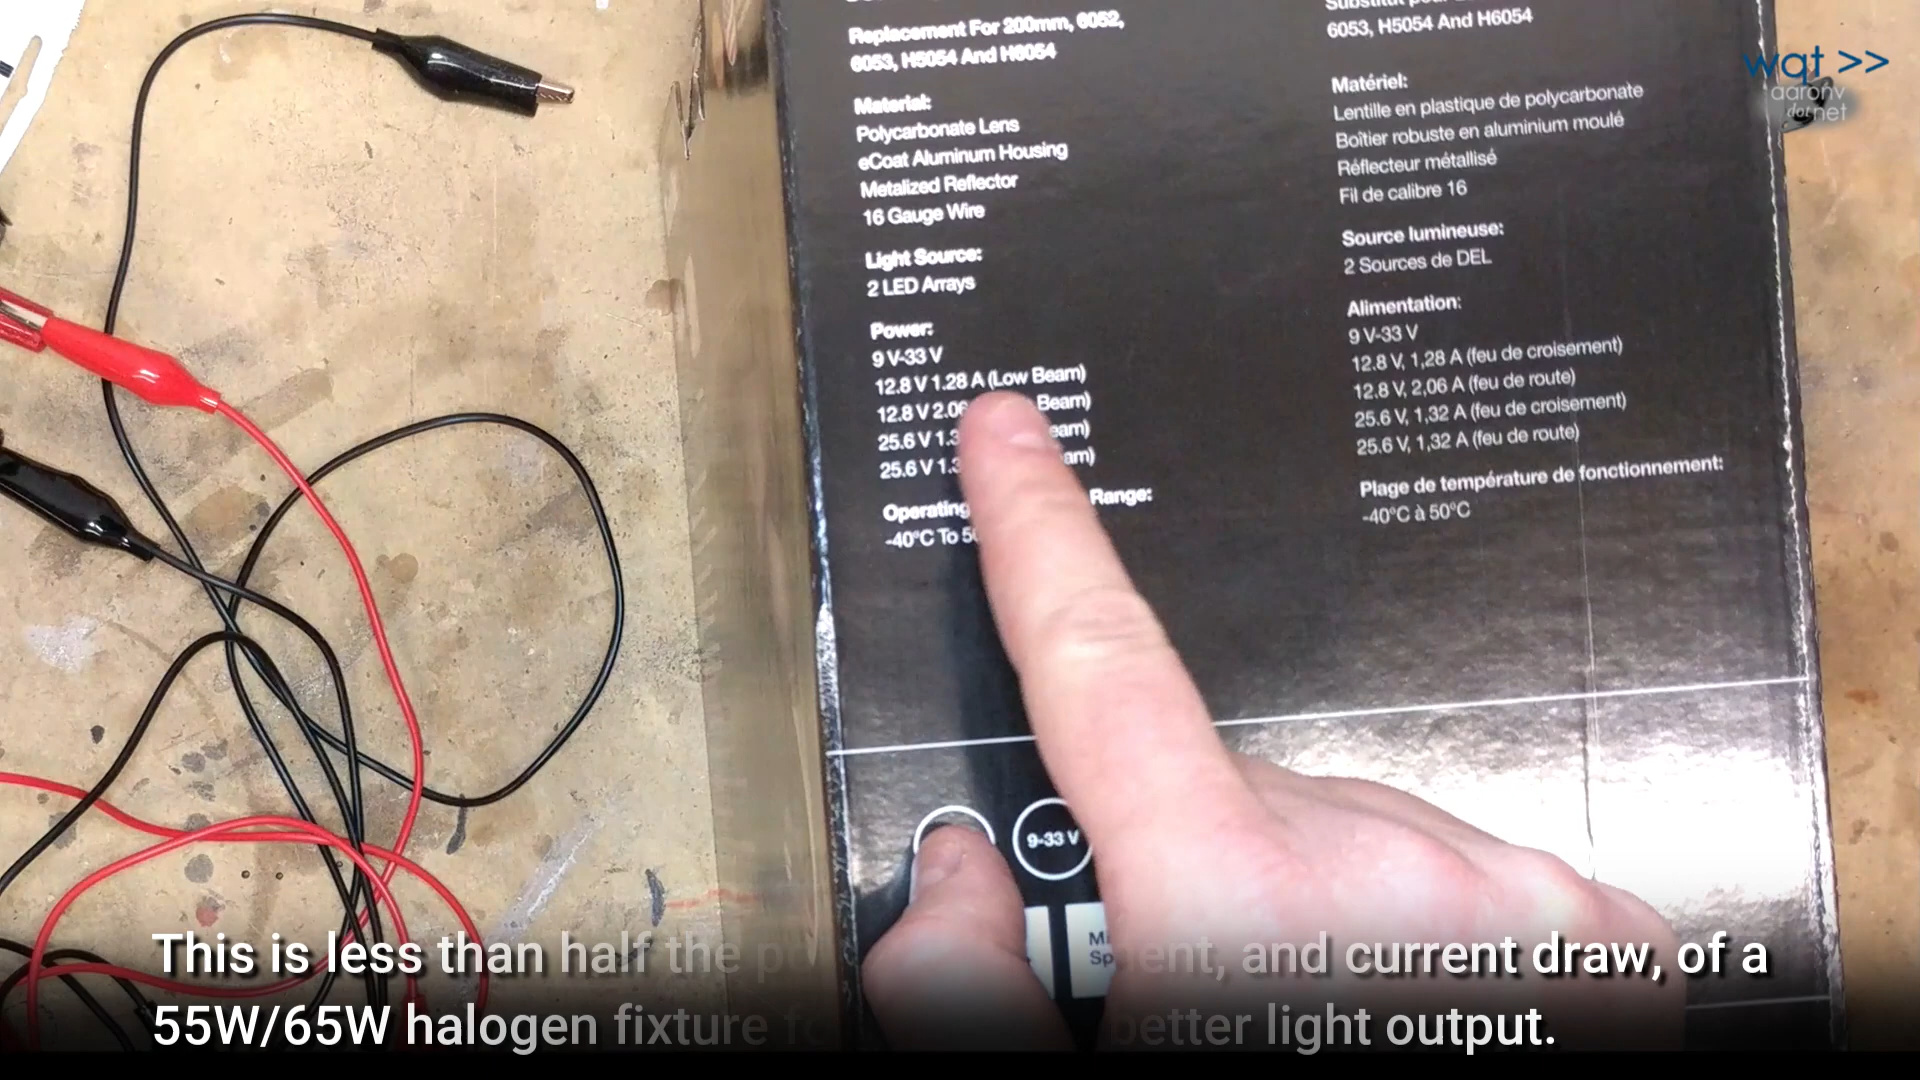 Replacement For 200mm, 6052,
6053, H5054 And H6054
Material:
Polycarbonate Lens
eCoat Aluminum Housing
Metalized Reflector
16 Gauge Wire
Light Source:
2 LED Arrays
Power:
9 V-33 V
12.8 V 1.28 A (Low Beam)
12.8 V 2.06 Beam)
25.6 V 1.3
25.6 V 1.3
Operating Range:
-40°C To
6053, H5054 And H6054
Matériel:
Lentille en plastique de polycarbonate
Boîtier robuste en aluminium moulé
Réflecteur métallisé
Fil de calibre 16
Source lumineuse:
2 Sources de DEL
Alimentation:
9 V-33 V
12.8 V, 1,28 A (feu de croisement)
12.8 V, 2,06 A (feu de route)
25.6 V, 1,32 A (feu de croisement)
25.6 V, 1,32 A (feu de route)
Plage de température de fonctionnement:
-40°C à 50°C
9-33 V
wqt >>
aaronv
dot net
This is less than half the and current draw, of a
55W/65W halogen fixture better light output.